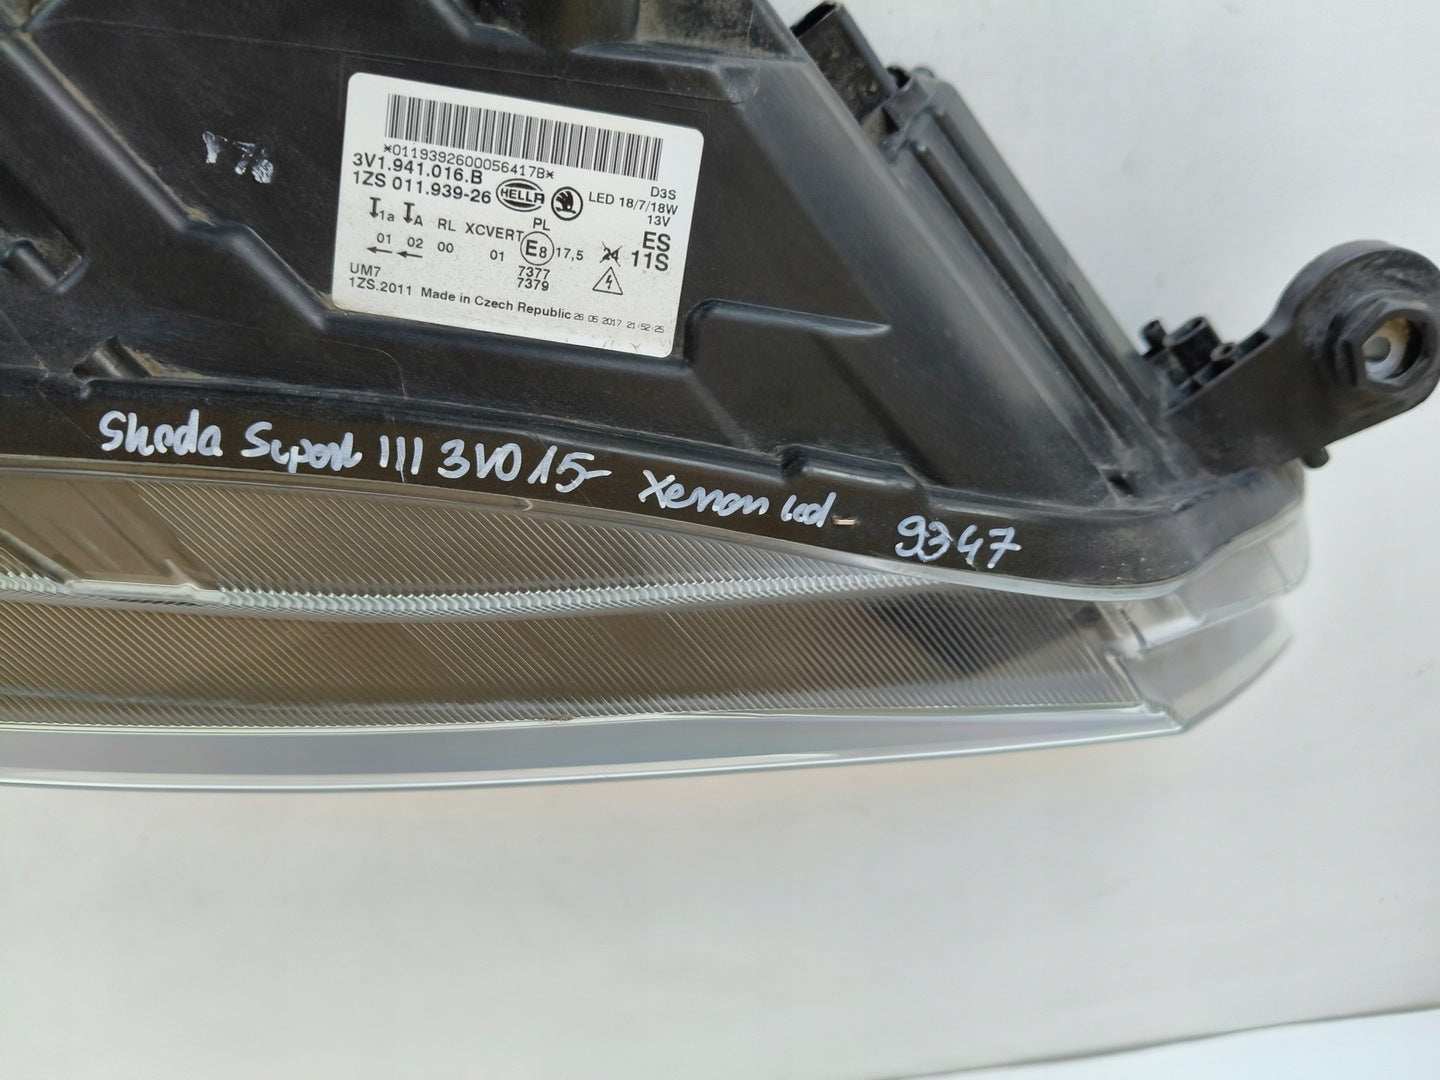 *0119392600056417B*
3V1.941.016.B
1ZS 011.939-26 HELLA LED 18/7/18W D3S
13V
1a A RL XCVERT PL ES
01 02 00 01 E8 17,5 24 11S
7377
7379
UM7
1ZS.2011 Made in Czech Republic 26.05.2017 21:52:25
Skoda Superb III 3V0 15- Xenon led 9347